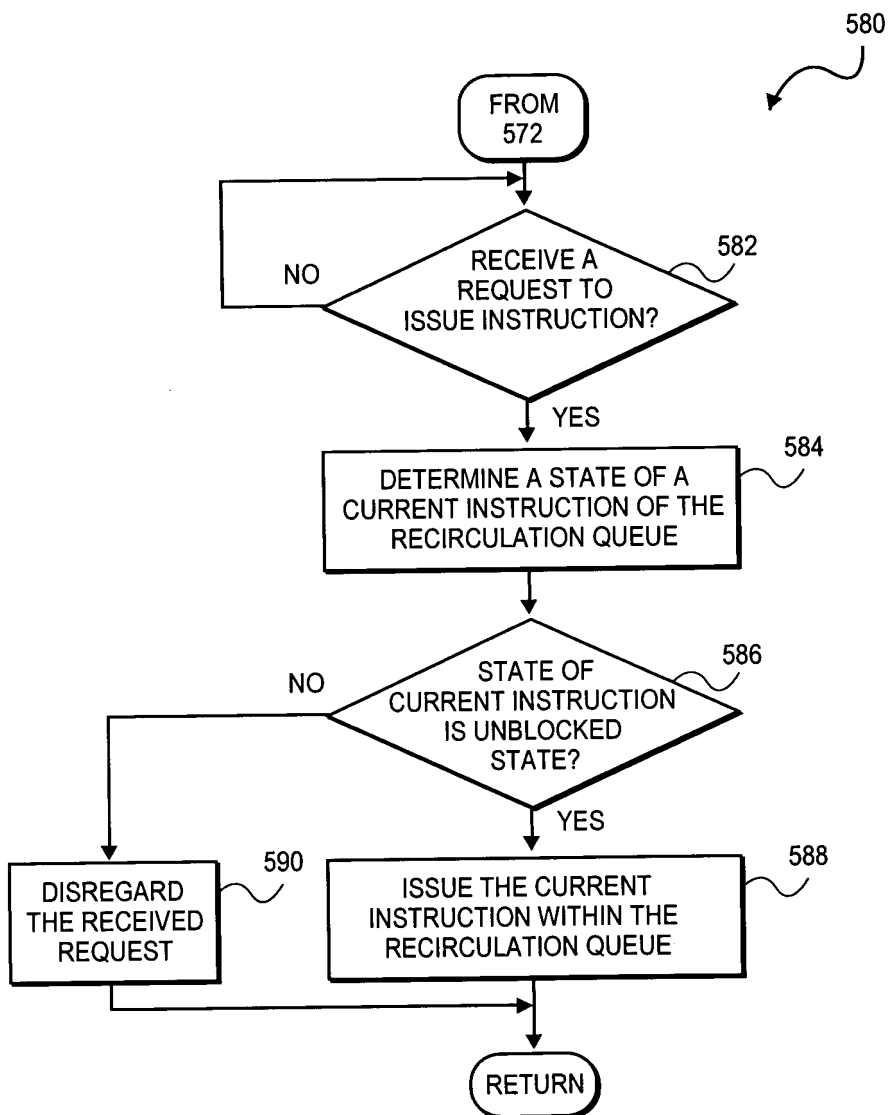 580
FROM
572
582
RECEIVE A
REQUEST TO
ISSUE INSTRUCTION?
NO
YES
584
DETERMINE A STATE OF A
CURRENT INSTRUCTION OF THE
RECIRCULATION QUEUE
586
STATE OF
CURRENT INSTRUCTION
IS UNBLOCKED
STATE?
NO
YES
590
DISREGARD
THE RECEIVED
REQUEST
588
ISSUE THE CURRENT
INSTRUCTION WITHIN THE
RECIRCULATION QUEUE
RETURN